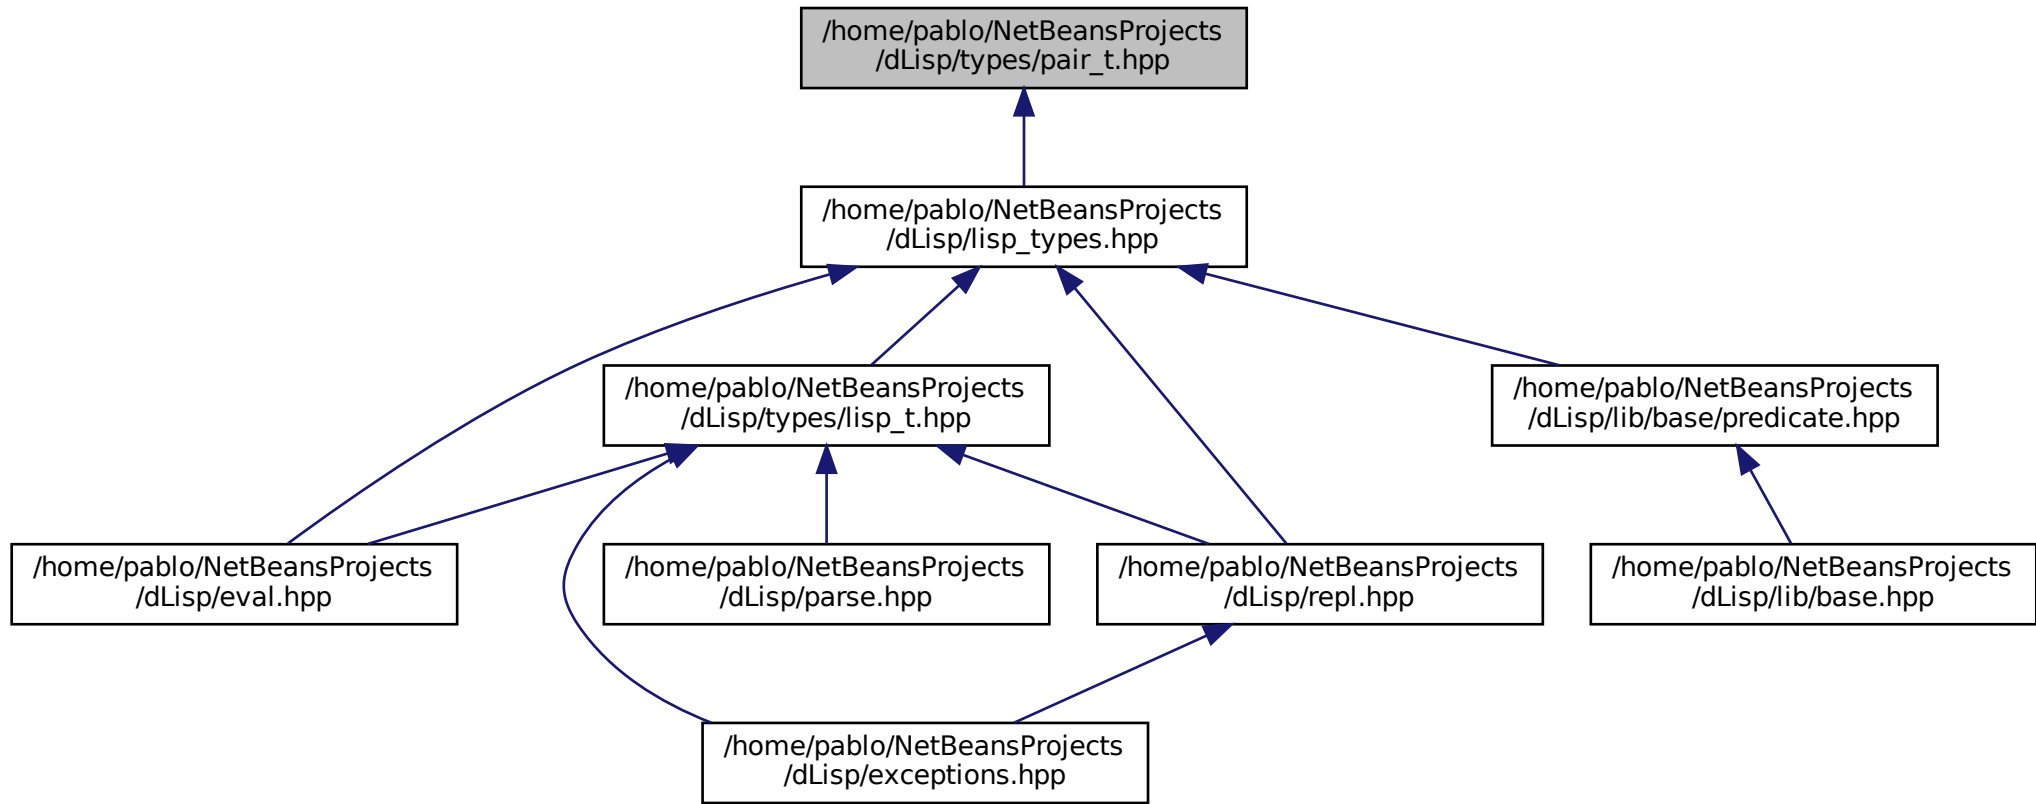 /home/pablo/NetBeansProjects
/dLisp/types/pair_t.hpp
/home/pablo/NetBeansProjects
/dLisp/lisp_types.hpp
/home/pablo/NetBeansProjects
/dLisp/types/lisp_t.hpp
/home/pablo/NetBeansProjects
/dLisp/lib/base/predicate.hpp
/home/pablo/NetBeansProjects
/dLisp/eval.hpp
/home/pablo/NetBeansProjects
/dLisp/parse.hpp
/home/pablo/NetBeansProjects
/dLisp/repl.hpp
/home/pablo/NetBeansProjects
/dLisp/lib/base.hpp
/home/pablo/NetBeansProjects
/dLisp/exceptions.hpp